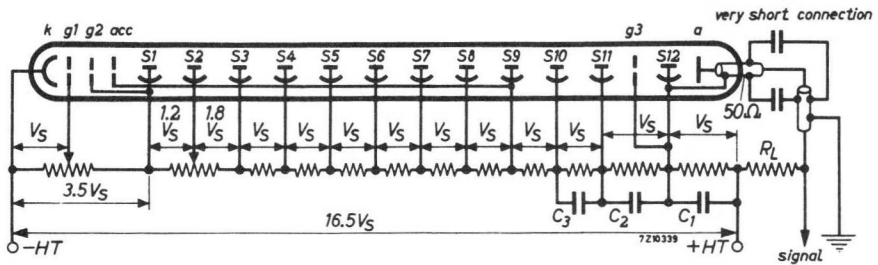 very short connection
k g1 g2 acc S1 S2 S3 S4 S5 S6 S7 S8 S9 S10 S11 g3 S12 a
50Ω
1.2 1.8
VS VS VS VS VS VS VS VS VS VS VS VS VS
RL
3.5VS
C3 C2 C1
16.5VS
7Z10339
-HT +HT signal